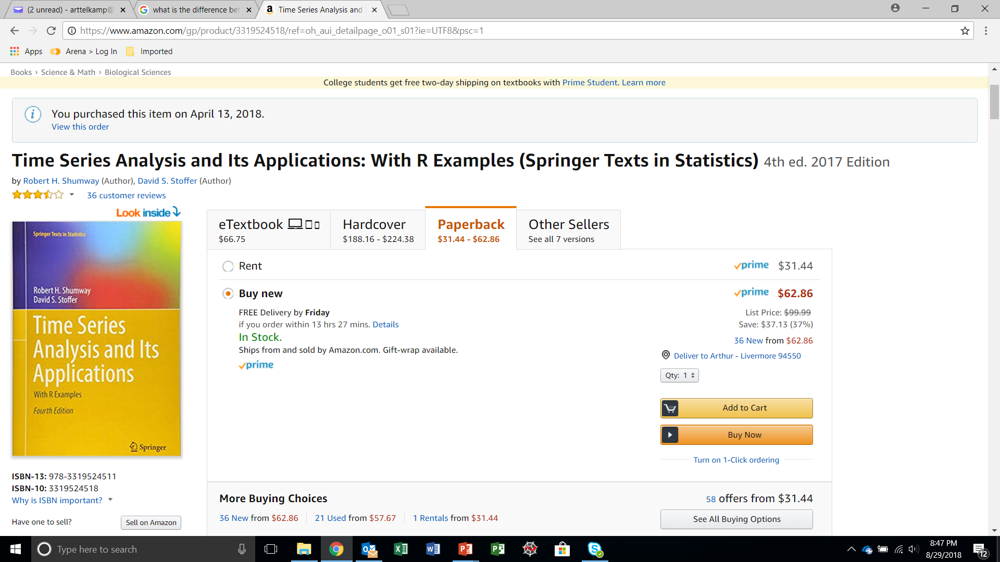 (2 unread) - arttelkamp@
what is the difference bet
Time Series Analysis and
https://www.amazon.com/gp/product/3319524518/ref=oh_aui_detailpage_o01_s01?ie=UTF8&psc=1
Apps
Arena > Log In
Imported
Books › Science & Math › Biological Sciences
College students get free two-day shipping on textbooks with Prime Student. Learn more
You purchased this item on April 13, 2018.
View this order
Time Series Analysis and Its Applications: With R Examples (Springer Texts in Statistics) 4th ed. 2017 Edition
by Robert H. Shumway (Author), David S. Stoffer (Author)
36 customer reviews
Look inside
Springer Texts in Statistics
Robert H. Shumway
David S. Stoffer
Time Series
Analysis and Its
Applications
With R Examples
Fourth Edition
Springer
ISBN-13: 978-3319524511
ISBN-10: 3319524518
Why is ISBN important?
Have one to sell?
Sell on Amazon
eTextbook
$66.75
Hardcover
$188.16 - $224.38
Paperback
$31.44 - $62.86
Other Sellers
See all 7 versions
Rent
prime $31.44
Buy new
prime $62.86
FREE Delivery by Friday
if you order within 13 hrs 27 mins. Details
In Stock.
Ships from and sold by Amazon.com. Gift-wrap available.
prime
List Price: $99.99
Save: $37.13 (37%)
36 New from $62.86
Deliver to Arthur - Livermore 94550
Qty: 1
Add to Cart
Buy Now
Turn on 1-Click ordering
More Buying Choices
36 New from $62.86
21 Used from $57.67
1 Rentals from $31.44
58 offers from $31.44
See All Buying Options
Type here to search
8:47 PM
8/29/2018
12